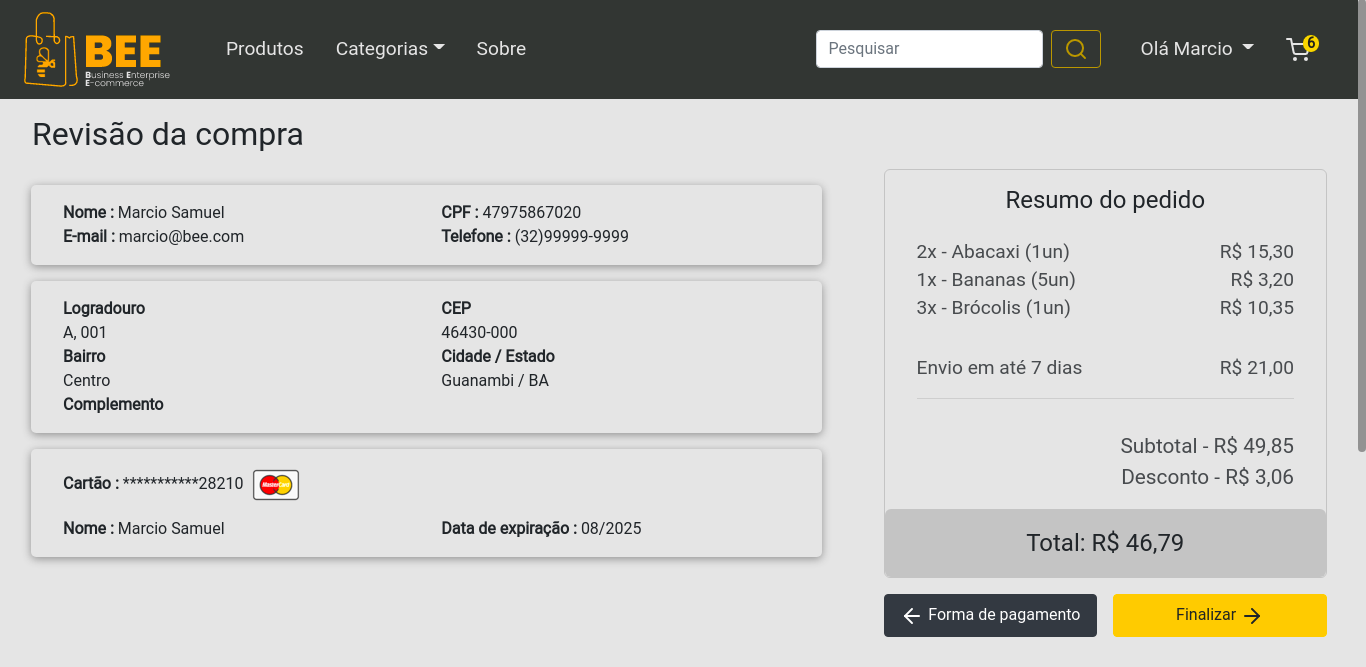 BEE
Business Enterprise
E-commerce
Produtos
Categorias
Sobre
Pesquisar
Olá Marcio
6
Revisão da compra
Nome : Marcio Samuel
CPF : 47975867020
E-mail : marcio@bee.com
Telefone : (32)99999-9999
Logradouro
A, 001
Bairro
Centro
Complemento
CEP
46430-000
Cidade / Estado
Guanambi / BA
Cartão : ***********28210
MasterCard
Nome : Marcio Samuel
Data de expiração : 08/2025
Resumo do pedido
2x - Abacaxi (1un) R$ 15,30
1x - Bananas (5un) R$ 3,20
3x - Brócolis (1un) R$ 10,35
Envio em até 7 dias R$ 21,00
Subtotal - R$ 49,85
Desconto - R$ 3,06
Total: R$ 46,79
Forma de pagamento
Finalizar